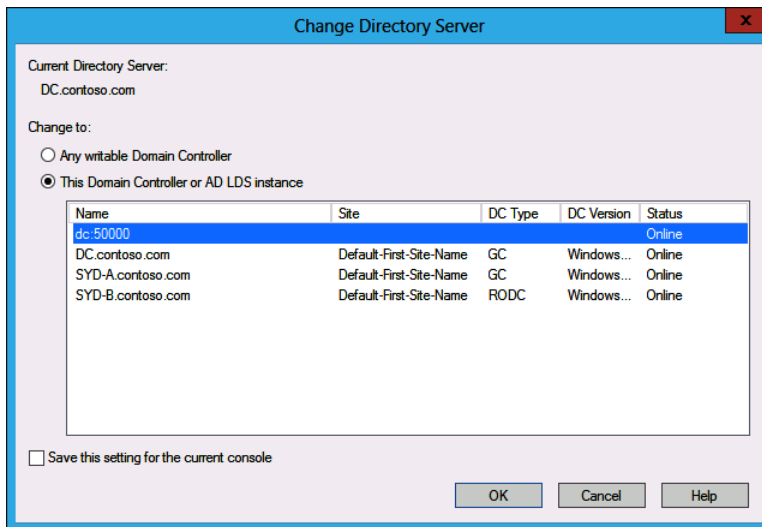 Change Directory Server
x
Current Directory Server:
DC.contoso.com
Change to:
Any writable Domain Controller
This Domain Controller or AD LDS instance
Name Site DC Type DC Version Status
dc:50000 Online
DC.contoso.com Default-First-Site-Name GC Windows... Online
SYD-A.contoso.com Default-First-Site-Name GC Windows... Online
SYD-B.contoso.com Default-First-Site-Name RODC Windows... Online
Save this setting for the current console
OK Cancel Help